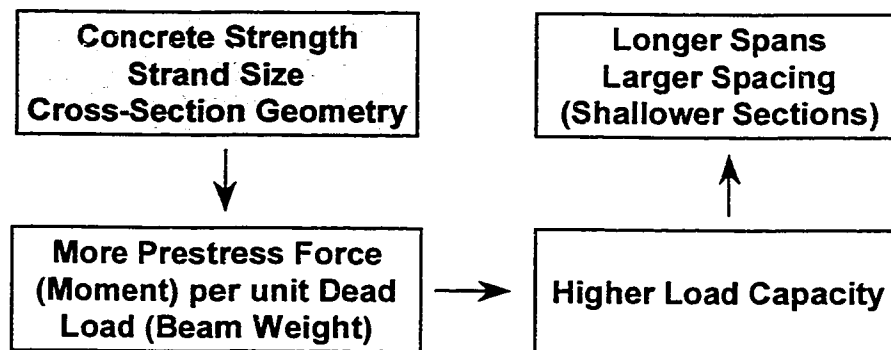 Concrete Strength
Strand Size
Cross-Section Geometry
More Prestress Force
(Moment) per unit Dead
Load (Beam Weight)
Higher Load Capacity
Longer Spans
Larger Spacing
(Shallower Sections)